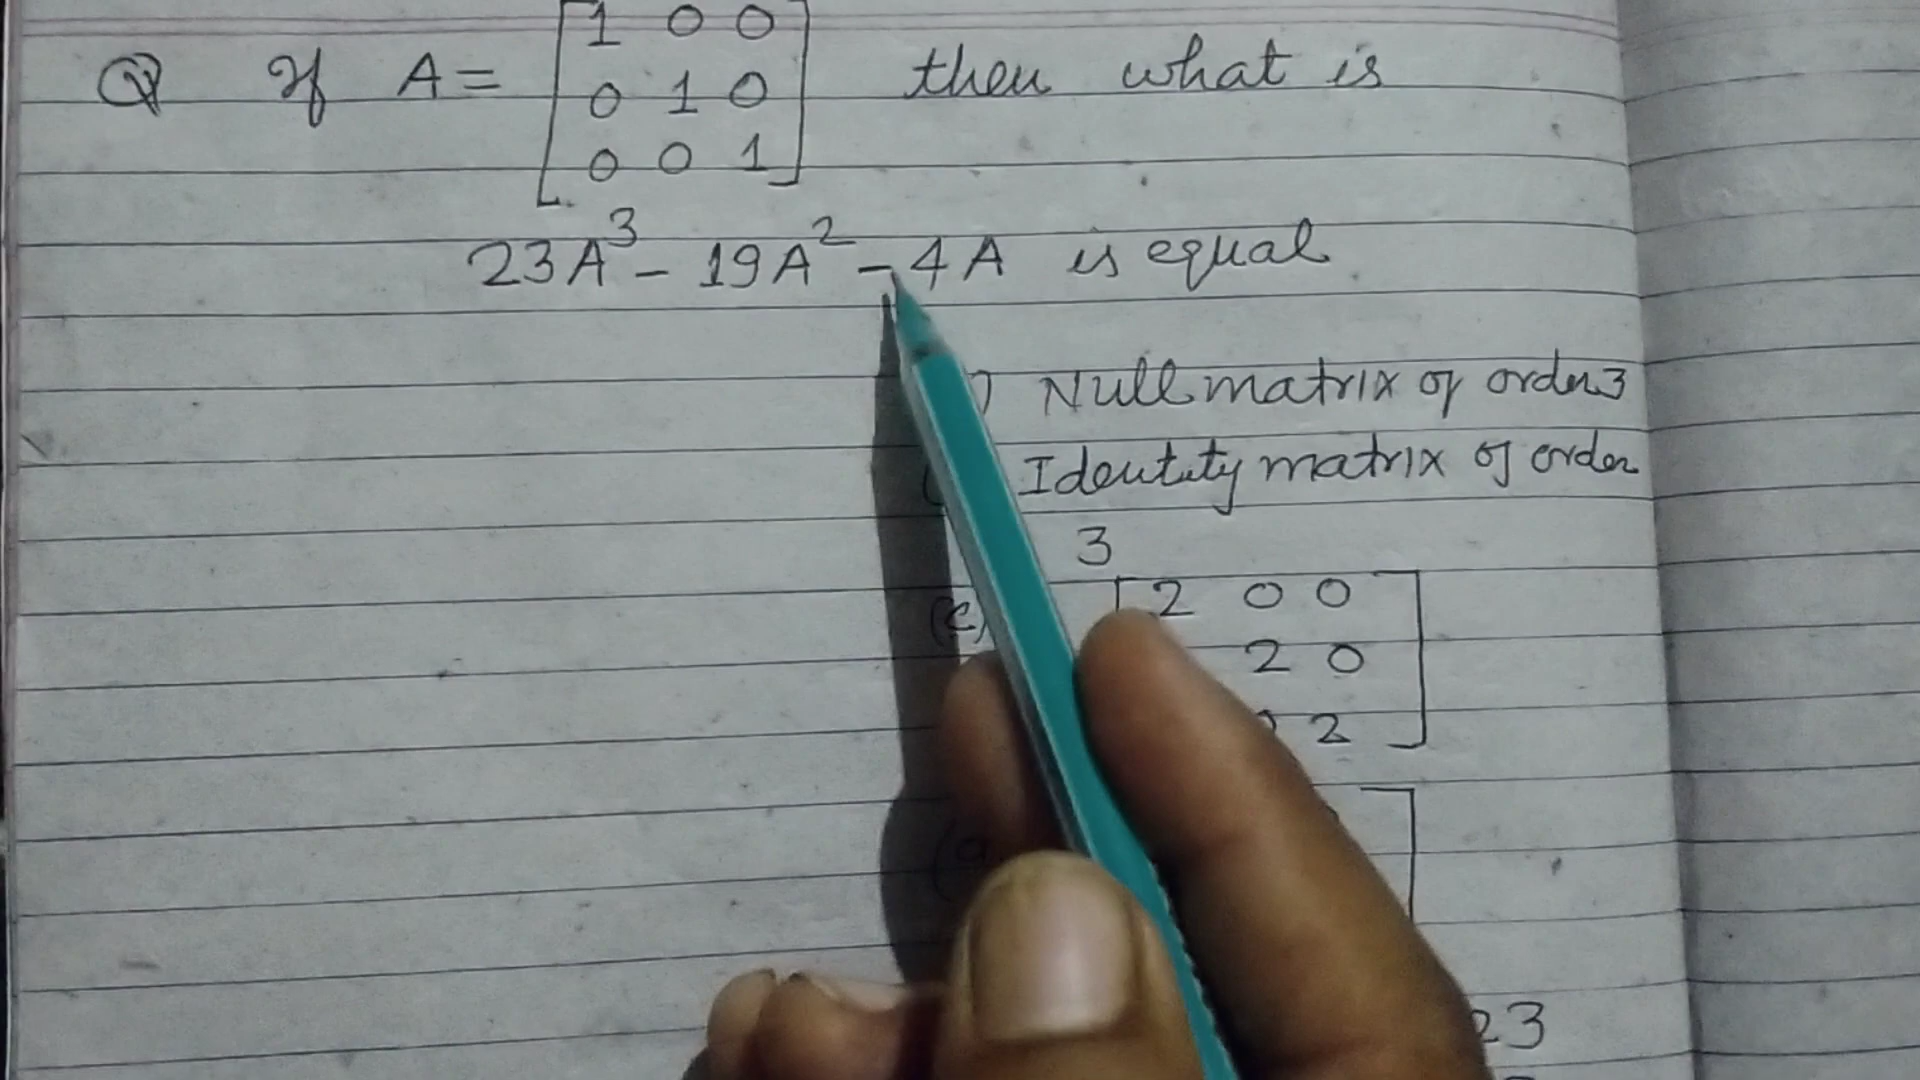 Q If A = [1 0 0
0 1 0
0 0 1] then what is
23A³ - 19A² - 4A is equal
) Null matrix of order 3
( Identity matrix of order
3
(c) [2 0 0
2 0
2]
23